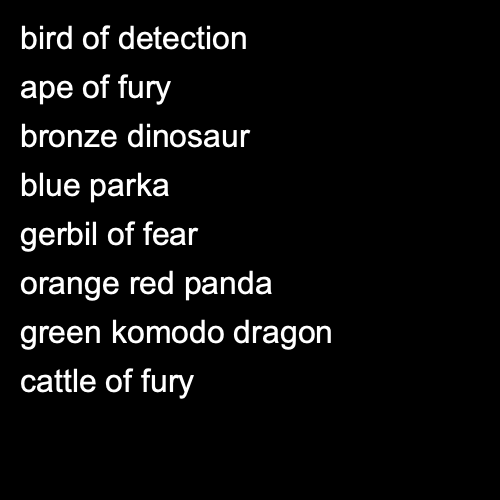 bird of detection
ape of fury
bronze dinosaur
blue parka
gerbil of fear
orange red panda
green komodo dragon
cattle of fury